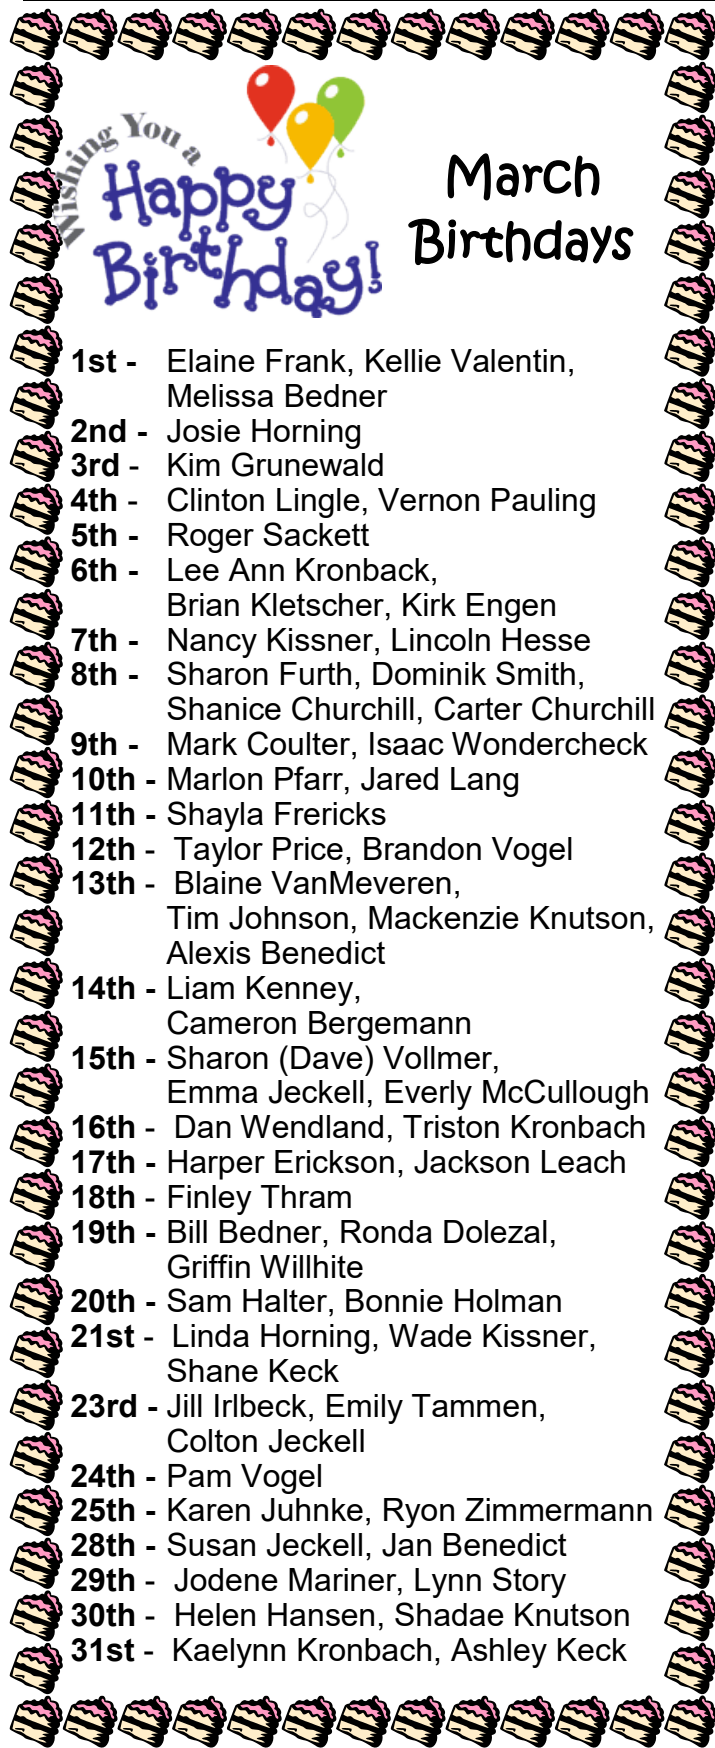 Wishing You a
Happy
Birthday!
March
Birthdays
1st - Elaine Frank, Kellie Valentin,
Melissa Bedner
2nd - Josie Horning
3rd - Kim Grunewald
4th - Clinton Lingle, Vernon Pauling
5th - Roger Sackett
6th - Lee Ann Kronback,
Brian Kletscher, Kirk Engen
7th - Nancy Kissner, Lincoln Hesse
8th - Sharon Furth, Dominik Smith,
Shanice Churchill, Carter Churchill
9th - Mark Coulter, Isaac Wondercheck
10th - Marlon Pfarr, Jared Lang
11th - Shayla Frericks
12th - Taylor Price, Brandon Vogel
13th - Blaine VanMeveren,
Tim Johnson, Mackenzie Knutson,
Alexis Benedict
14th - Liam Kenney,
Cameron Bergemann
15th - Sharon (Dave) Vollmer,
Emma Jeckell, Everly McCullough
16th - Dan Wendland, Triston Kronbach
17th - Harper Erickson, Jackson Leach
18th - Finley Thram
19th - Bill Bedner, Ronda Dolezal,
Griffin Willhite
20th - Sam Halter, Bonnie Holman
21st - Linda Horning, Wade Kissner,
Shane Keck
23rd - Jill Irlbeck, Emily Tammen,
Colton Jeckell
24th - Pam Vogel
25th - Karen Juhnke, Ryon Zimmermann
28th - Susan Jeckell, Jan Benedict
29th - Jodene Mariner, Lynn Story
30th - Helen Hansen, Shadae Knutson
31st - Kaelynn Kronbach, Ashley Keck